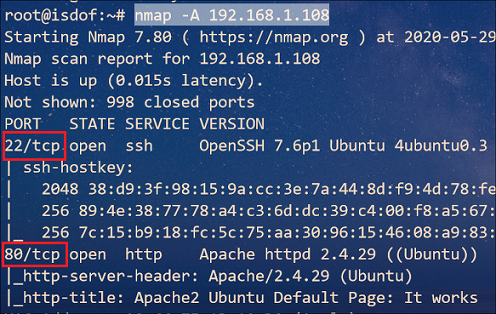 root@isdof:~# nmap -A 192.168.1.108
Starting Nmap 7.80 ( https://nmap.org ) at 2020-05-29
Nmap scan report for 192.168.1.108
Host is up (0.015s latency).
Not shown: 998 closed ports
PORT   STATE SERVICE VERSION
22/tcp open  ssh     OpenSSH 7.6p1 Ubuntu 4ubuntu0.3
| ssh-hostkey:
|   2048 38:d9:3f:98:15:9a:cc:3e:7a:44:8d:f9:4d:78:fe
|   256 89:4e:38:77:78:a4:c3:6d:dc:39:c4:00:f8:a5:67:
|_  256 7c:15:b9:18:fc:5c:75:aa:30:96:15:46:08:a9:83:
80/tcp open  http    Apache httpd 2.4.29 ((Ubuntu))
|_http-server-header: Apache/2.4.29 (Ubuntu)
|_http-title: Apache2 Ubuntu Default Page: It works